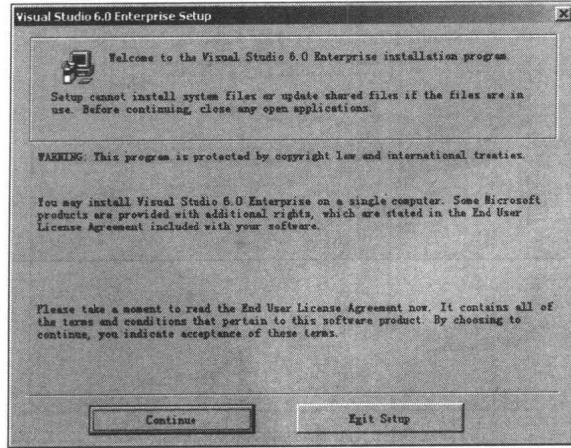 Visual Studio 6.0 Enterprise Setup
Welcome to the Visual Studio 6.0 Enterprise installation program
Setup cannot install system files or update shared files if the files are in
use. Before continuing, close any open applications.
WARNING: This program is protected by copyright law and international treaties.
You may install Visual Studio 6.0 Enterprise on a single computer. Some Microsoft
products are provided with additional rights, which are stated in the End User
License Agreement included with your software.
Please take a moment to read the End User License Agreement now. It contains all of
the terms and conditions that pertain to this software product. By choosing to
continue, you indicate acceptance of these terms.
Continue
Exit Setup